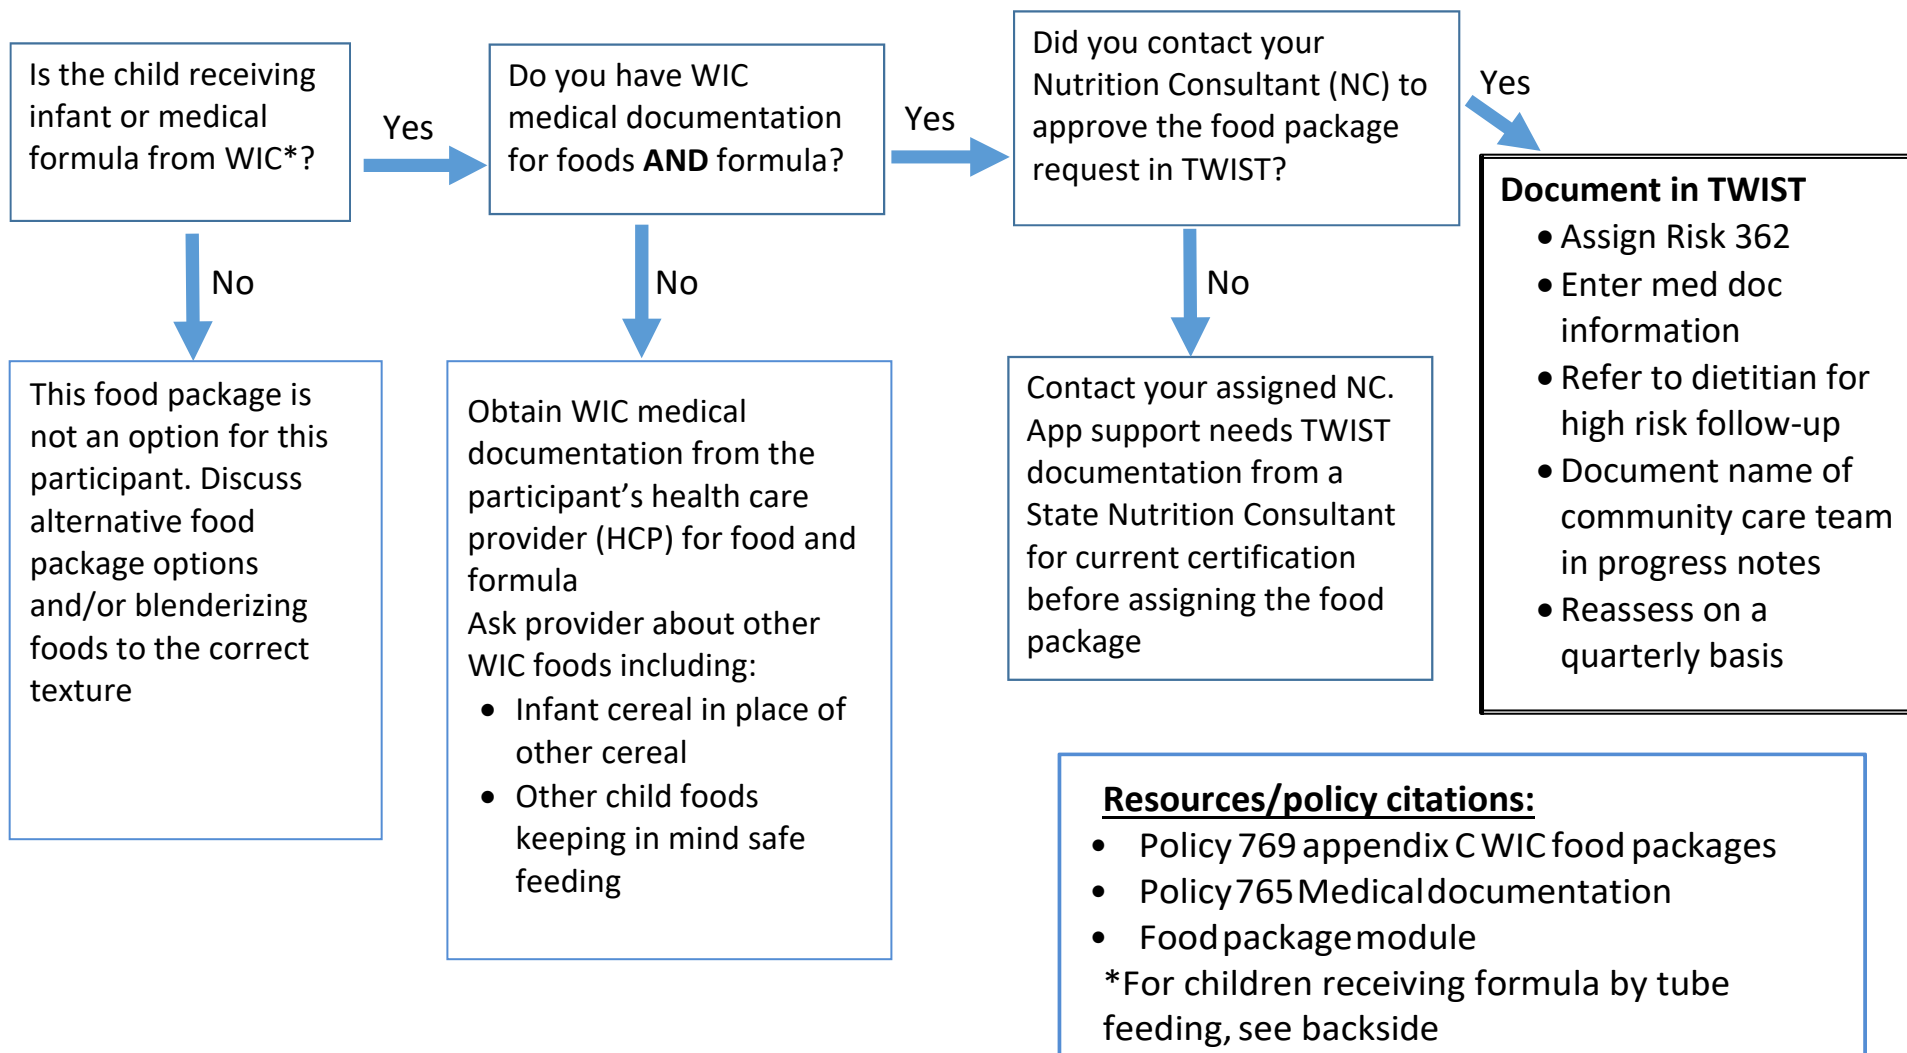 Is the child receiving
infant or medical
formula from WIC*?
Yes
No
Do you have WIC
medical documentation
for foods AND formula?
Yes
No
Did you contact your
Nutrition Consultant (NC) to
approve the food package
request in TWIST?
Yes
No
This food package is
not an option for this
participant. Discuss
alternative food
package options
and/or blenderizing
foods to the correct
texture
Obtain WIC medical
documentation from the
participant’s health care
provider (HCP) for food and
formula
Ask provider about other
WIC foods including:
• Infant cereal in place of
other cereal
• Other child foods
keeping in mind safe
feeding
Contact your assigned NC.
App support needs TWIST
documentation from a
State Nutrition Consultant
for current certification
before assigning the food
package
Document in TWIST
• Assign Risk 362
• Enter med doc
information
• Refer to dietitian for
high risk follow-up
• Document name of
community care team
in progress notes
• Reassess on a
quarterly basis
Resources/policy citations:
• Policy 769 appendix C WIC food packages
• Policy 765 Medical documentation
• Food package module
*For children receiving formula by tube
feeding, see backside